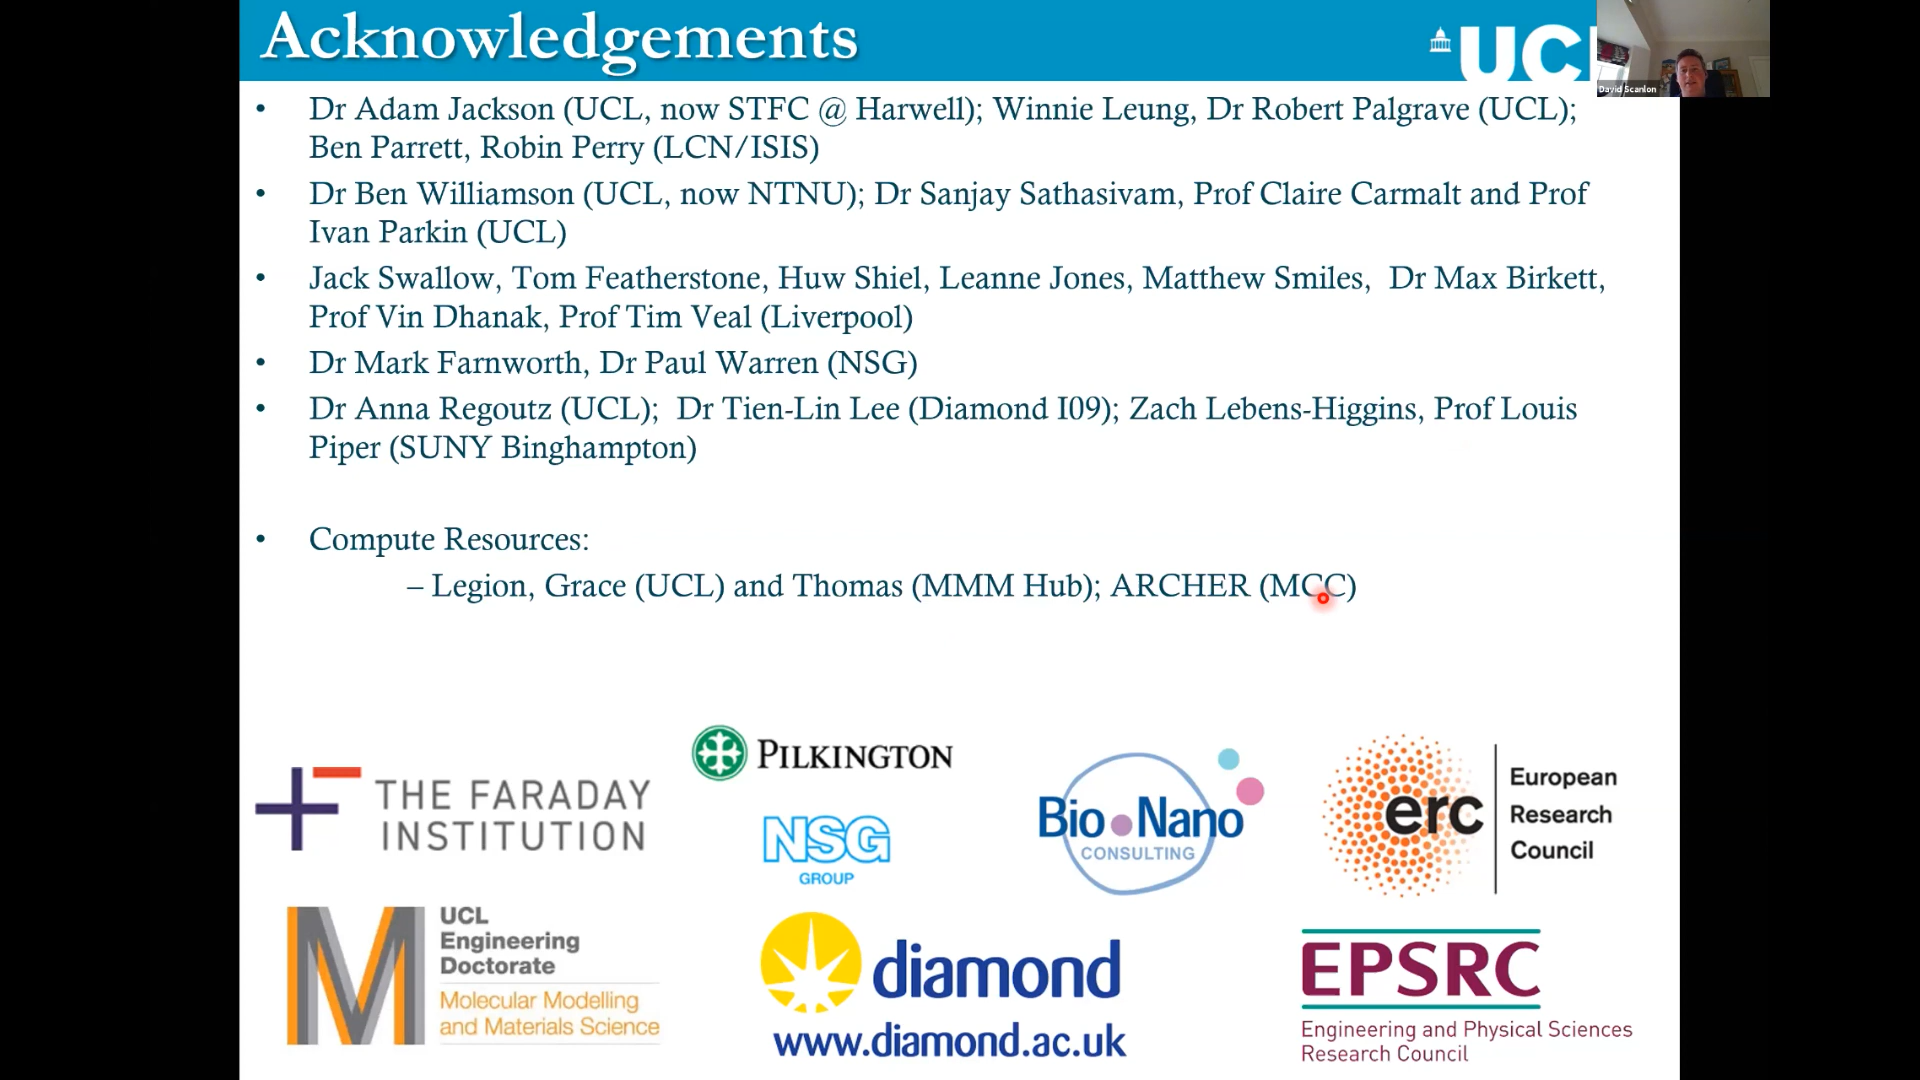 Acknowledgements
UC
David Scanlon
• Dr Adam Jackson (UCL, now STFC @ Harwell); Winnie Leung, Dr Robert Palgrave (UCL);
Ben Parrett, Robin Perry (LCN/ISIS)
• Dr Ben Williamson (UCL, now NTNU); Dr Sanjay Sathasivam, Prof Claire Carmalt and Prof
Ivan Parkin (UCL)
• Jack Swallow, Tom Featherstone, Huw Shiel, Leanne Jones, Matthew Smiles, Dr Max Birkett,
Prof Vin Dhanak, Prof Tim Veal (Liverpool)
• Dr Mark Farnworth, Dr Paul Warren (NSG)
• Dr Anna Regoutz (UCL); Dr Tien-Lin Lee (Diamond I09); Zach Lebens-Higgins, Prof Louis
Piper (SUNY Binghampton)
• Compute Resources:
– Legion, Grace (UCL) and Thomas (MMM Hub); ARCHER (MCC)
THE FARADAY
INSTITUTION
PILKINGTON
NSG
GROUP
Bio Nano
CONSULTING
erc
European
Research
Council
M
UCL
Engineering
Doctorate
Molecular Modelling
and Materials Science
diamond
www.diamond.ac.uk
EPSRC
Engineering and Physical Sciences
Research Council